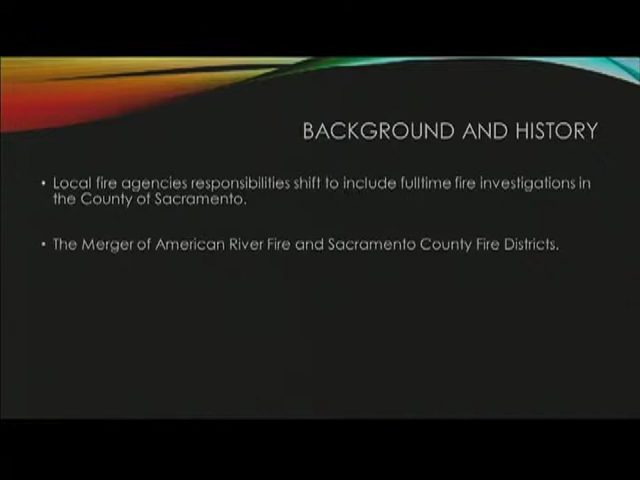 BACKGROUND AND HISTORY
• Local fire agencies responsibilities shift to include fulltime fire investigations in
the County of Sacramento.
• The Merger of American River Fire and Sacramento County Fire Districts.